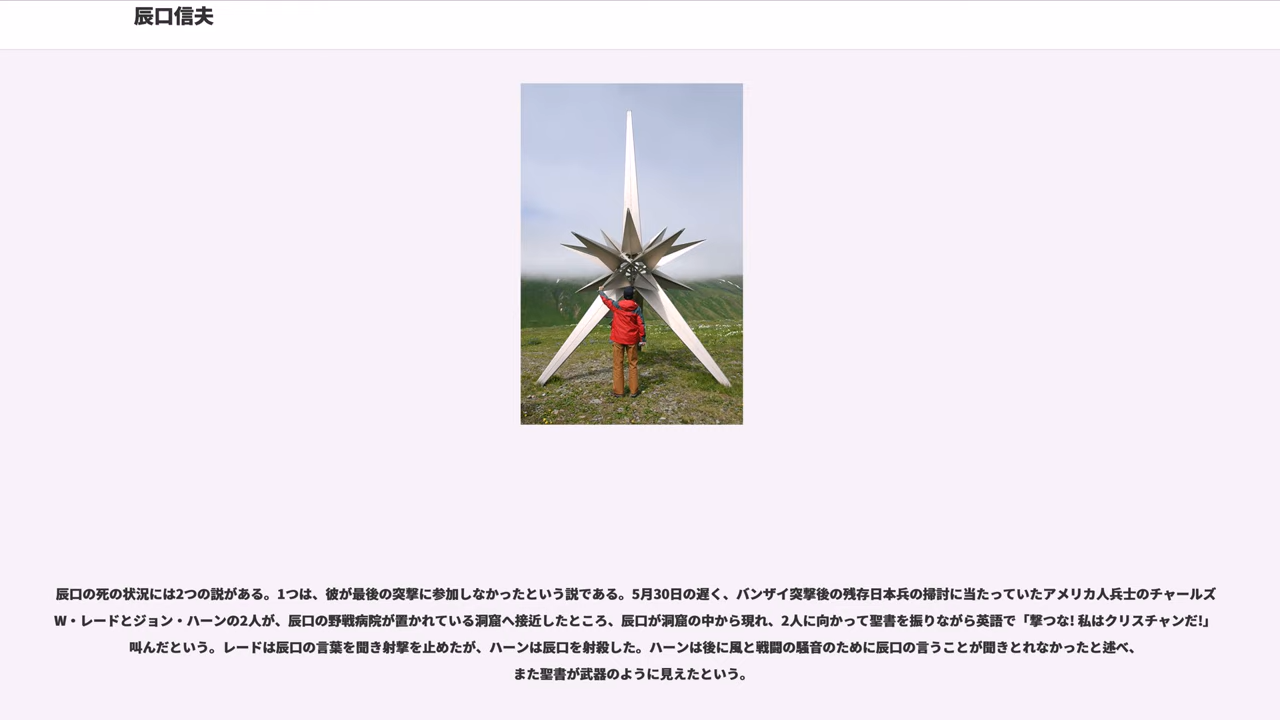 辰口信夫
辰口の死の状況には2つの説がある。1つは、彼が最後の突撃に参加しなかったという説である。5月30日の遅く、バンザイ突撃後の残存日本兵の掃討に当たっていたアメリカ人兵士のチャールズ
W・レードとジョン・ハーンの2人が、辰口の野戦病院が置かれている洞窟へ接近したところ、辰口が洞窟の中から現れ、2人に向かって聖書を振りながら英語で「撃つな! 私はクリスチャンだ!」
叫んだという。レードは辰口の言葉を聞き射撃を止めたが、ハーンは辰口を射殺した。ハーンは後に風と戦闘の騒音のために辰口の言うことが聞きとれなかったと述べ、
また聖書が武器のように見えたという。